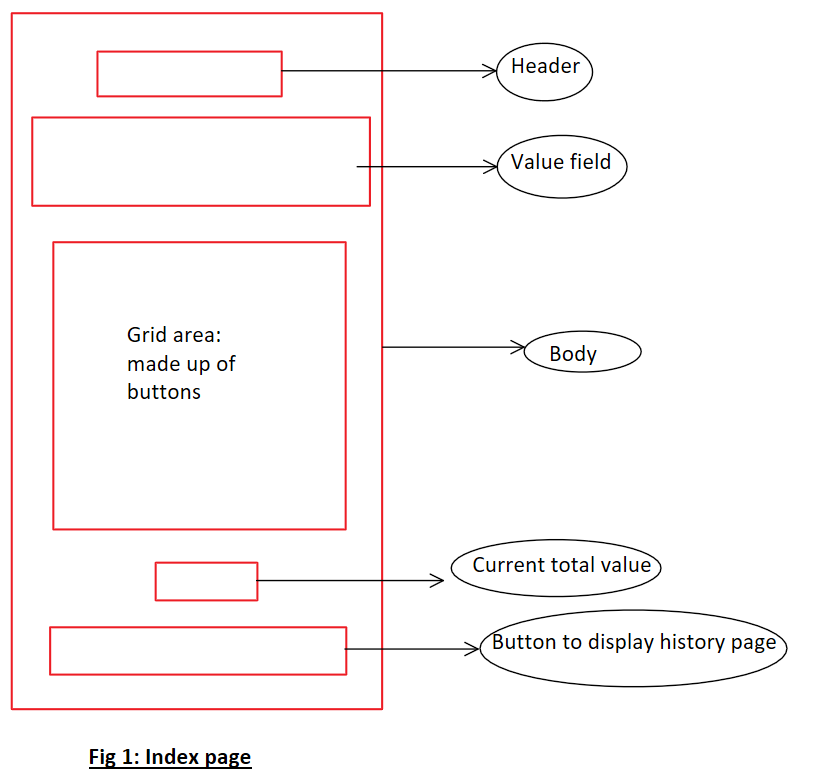 Header
Value field
Grid area:
made up of
buttons
Body
Current total value
Button to display history page
Fig 1: Index page